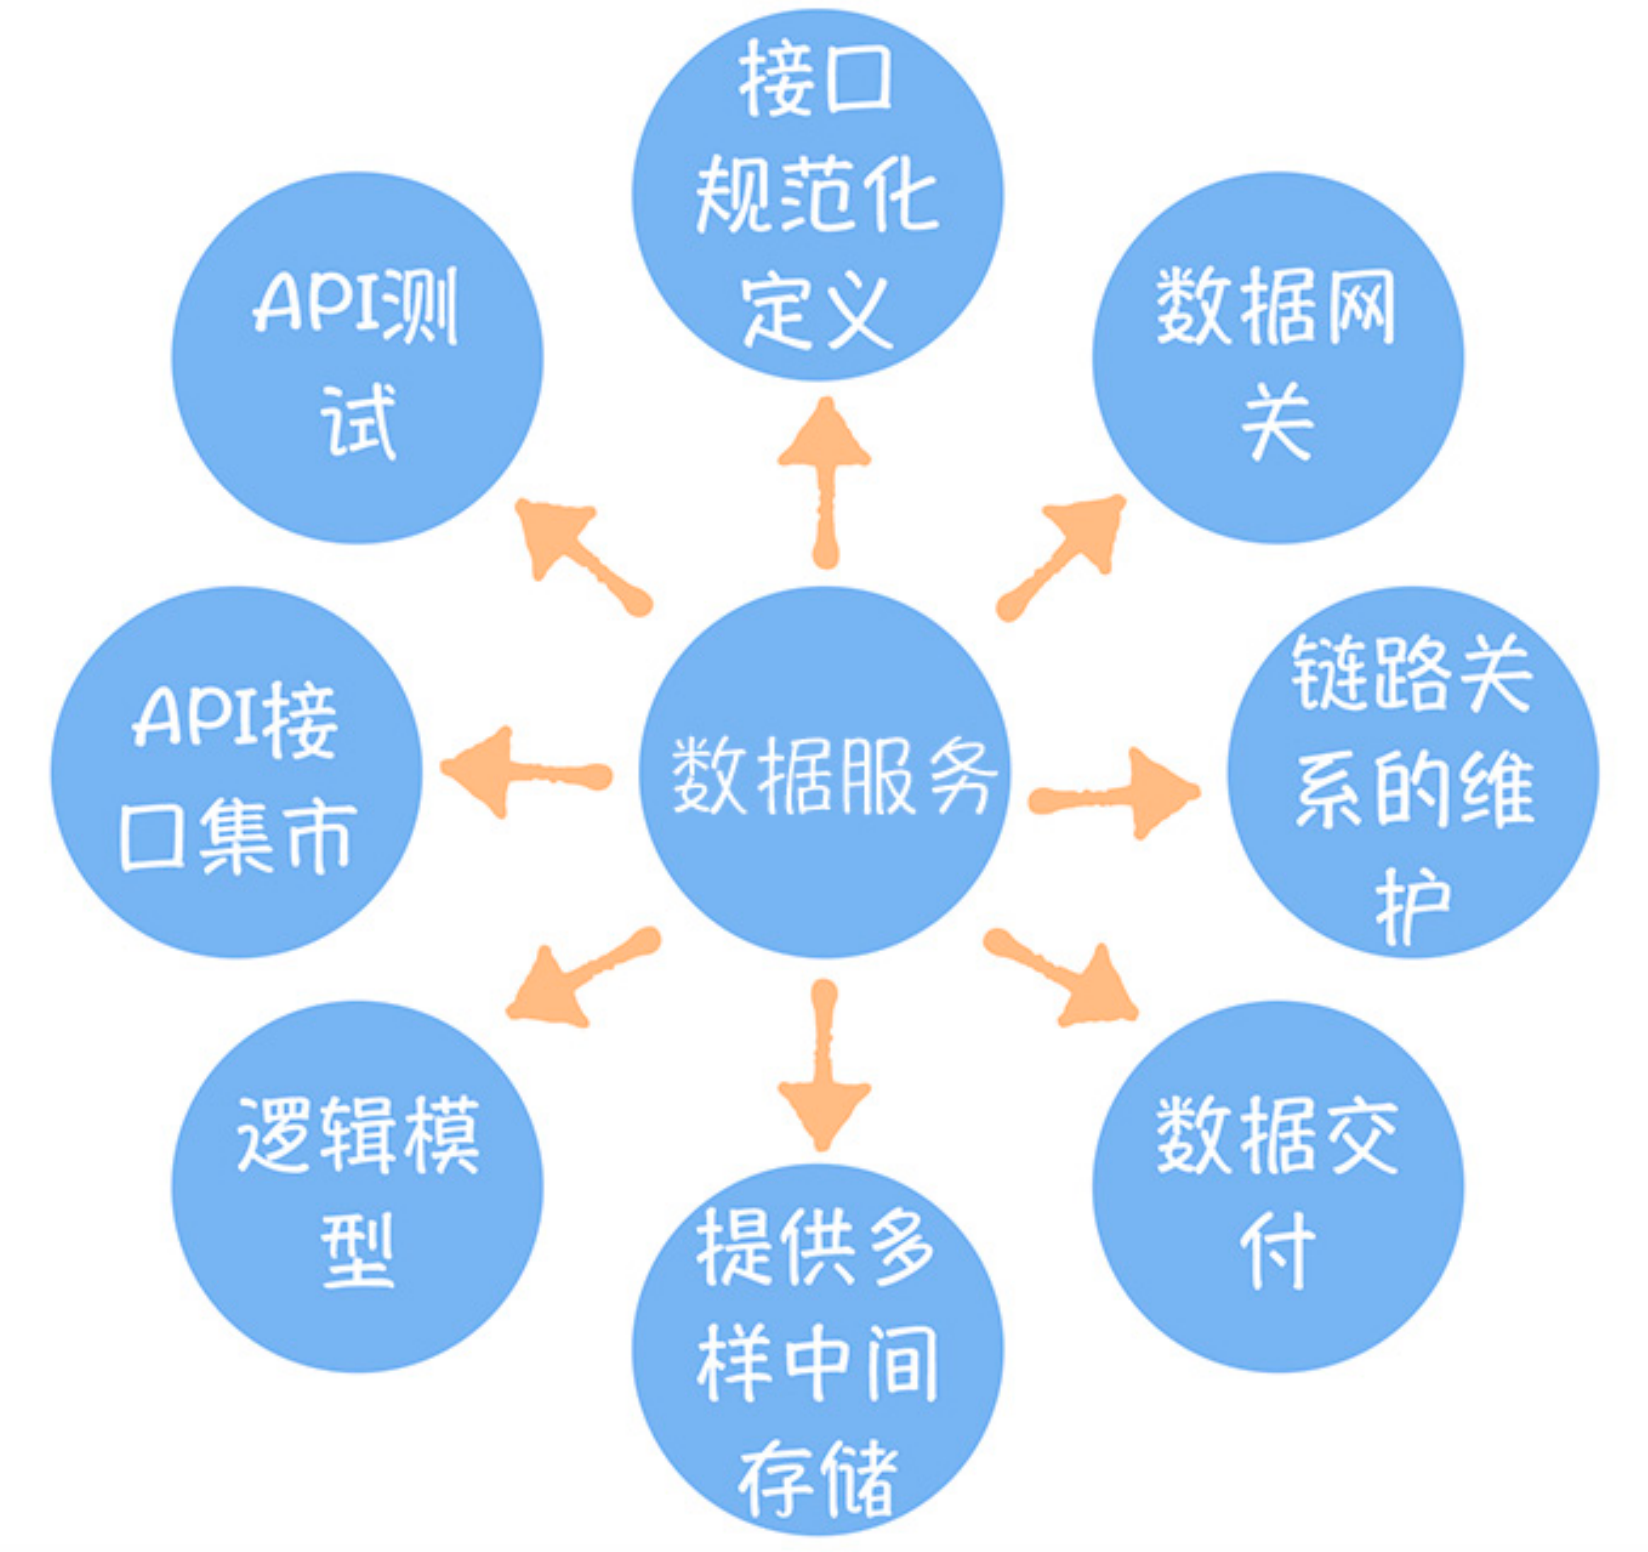 接口
规范化
定义
API测
试
数据网
关
API接
口集市
数据服务
链路关
系的维
护
逻辑模
型
提供多
样中间
存储
数据交
付